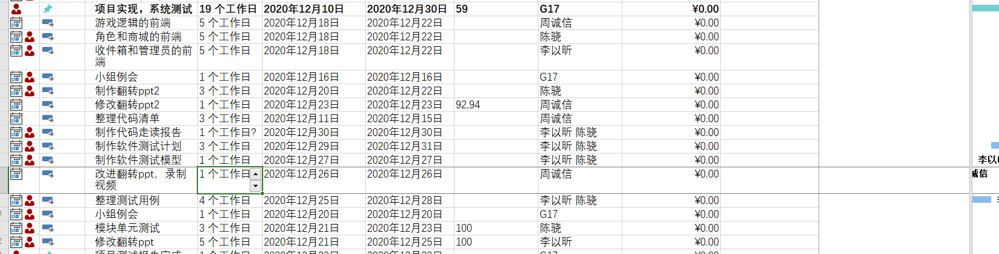 项目实现，系统测试 19 个工作日 2020年12月10日 2020年12月30日 59 G17 ¥0.00
游戏逻辑的前端 5 个工作日 2020年12月18日 2020年12月22日 周诚信 ¥0.00
角色和商城的前端 5 个工作日 2020年12月18日 2020年12月22日 陈骁 ¥0.00
收件箱和管理员的前 5 个工作日 2020年12月18日 2020年12月22日 李以昕 ¥0.00
端
小组例会 1 个工作日 2020年12月16日 2020年12月16日 G17 ¥0.00
制作翻转ppt2 3 个工作日 2020年12月20日 2020年12月22日 陈骁 ¥0.00
修改翻转ppt2 1 个工作日 2020年12月23日 2020年12月23日 92,94 周诚信 ¥0.00
整理代码清单 3 个工作日 2020年12月11日 2020年12月15日 周诚信 ¥0.00
制作代码走读报告 1 个工作日? 2020年12月30日 2020年12月30日 李以昕 陈骁 ¥0.00
制作软件测试计划 3 个工作日 2020年12月29日 2020年12月31日 李以昕 陈骁 ¥0.00
制作软件测试模型 1 个工作日 2020年12月27日 2020年12月27日 李以昕 陈骁 ¥0.00 李以
改进翻转ppt，录制 1 个工作日 2020年12月26日 2020年12月26日 周诚信 ¥0.00 诚信
视频
整理测试用例 4 个工作日 2020年12月25日 2020年12月28日 李以昕 陈骁 ¥0.00
小组例会 1 个工作日 2020年12月20日 2020年12月20日 G17 ¥0.00
模块单元测试 3 个工作日 2020年12月21日 2020年12月23日 100 陈骁 ¥0.00
修改翻转ppt 5 个工作日 2020年12月21日 2020年12月25日 100 李以昕 ¥0.00